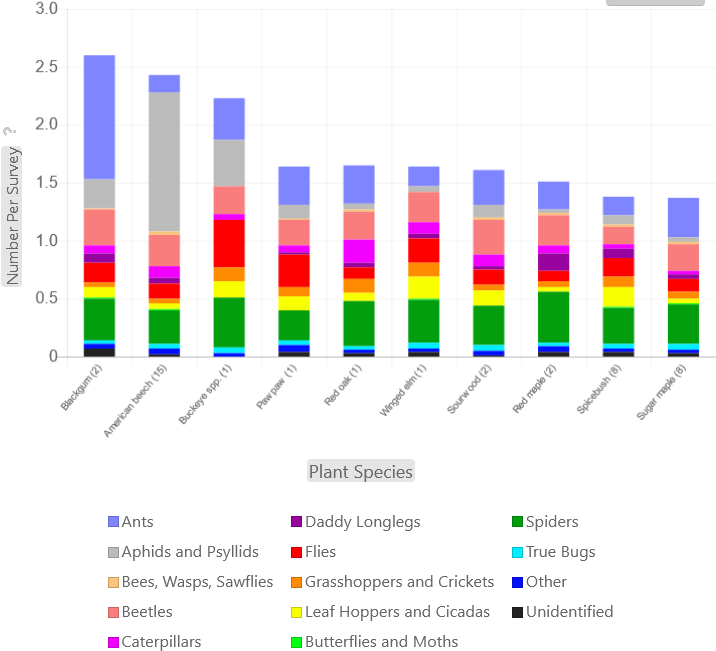 3.0
2.5
2.0
1.5
1.0
0.5
0
Number Per Survey ?
Blackgum (2)
American beech (15)
Buckeye spp. (1)
Paw paw (1)
Red oak (1)
Winged elm (1)
Sourwood (2)
Red maple (2)
Spicebush (8)
Sugar maple (8)
Plant Species
Ants
Daddy Longlegs
Spiders
Aphids and Psyllids
Flies
True Bugs
Bees, Wasps, Sawflies
Grasshoppers and Crickets
Other
Beetles
Leaf Hoppers and Cicadas
Unidentified
Caterpillars
Butterflies and Moths